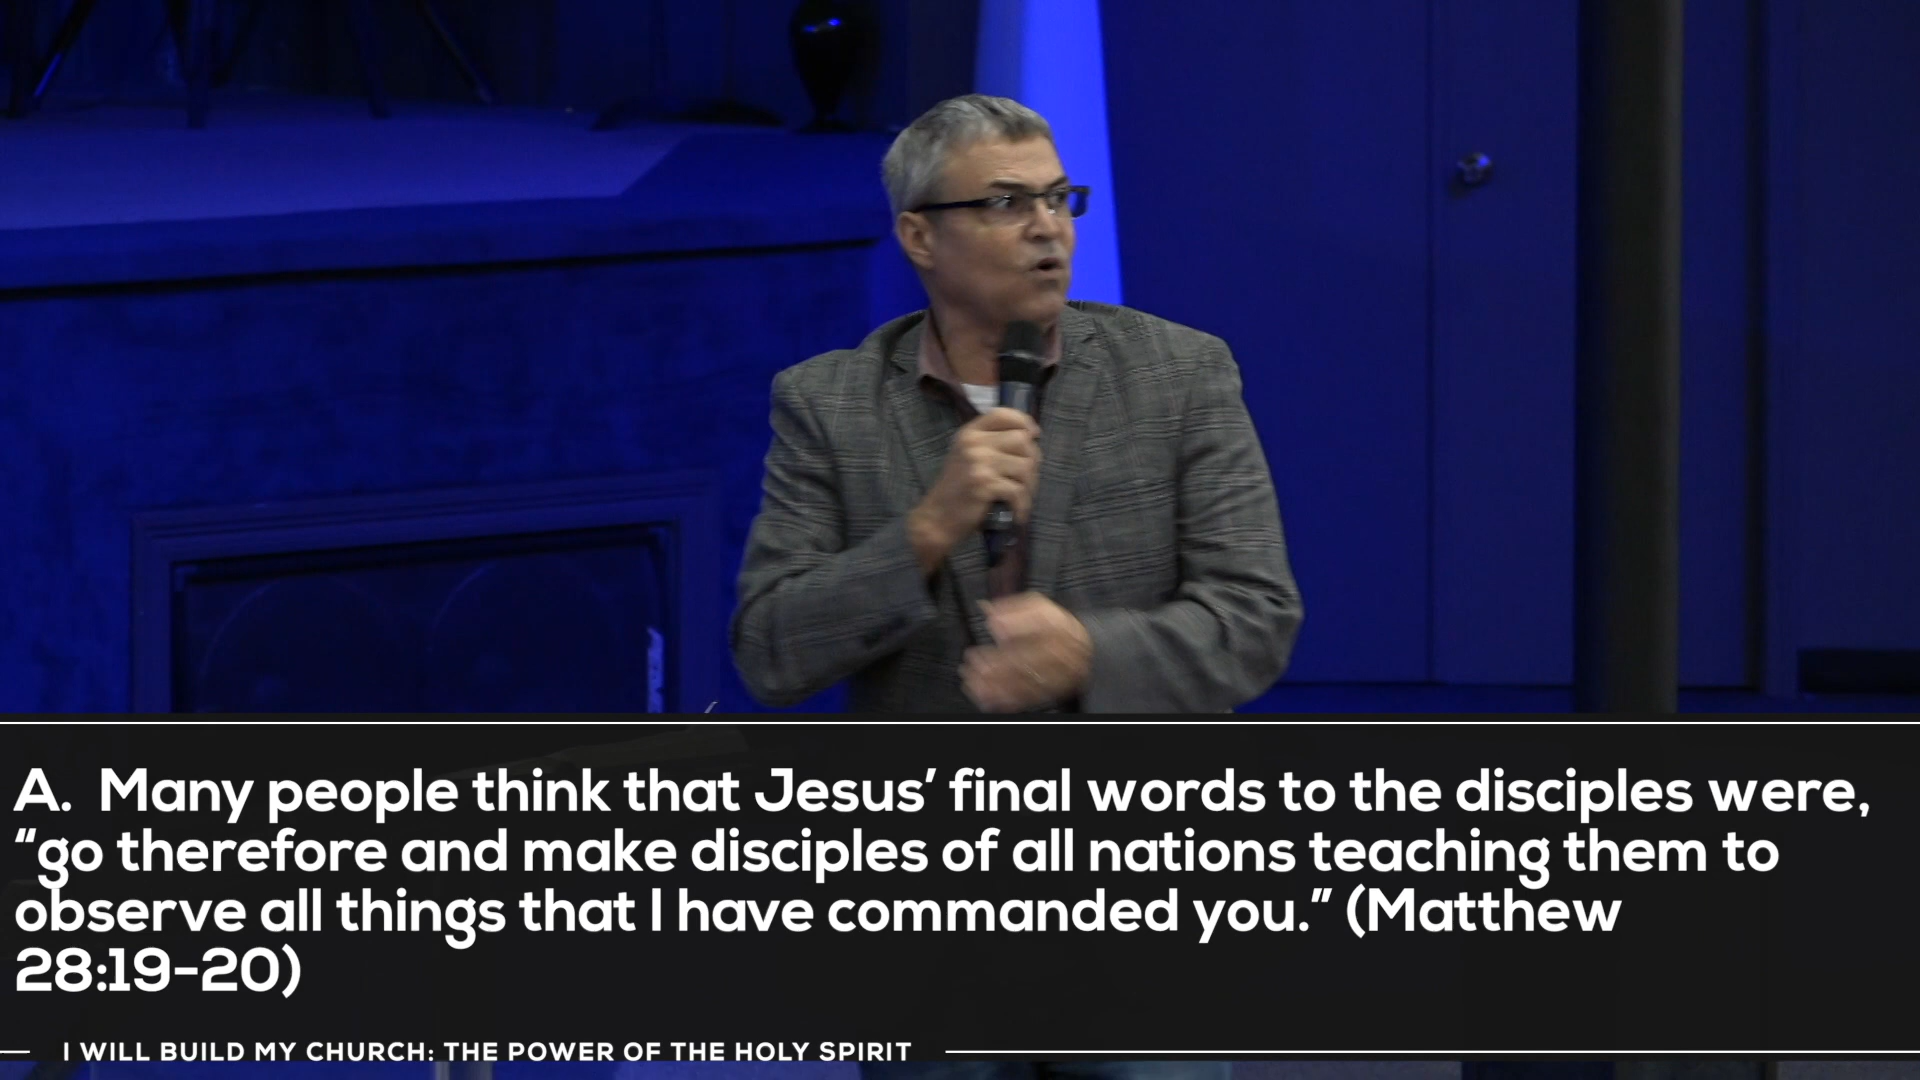 A. Many people think that Jesus’ final words to the disciples were,
“go therefore and make disciples of all nations teaching them to
observe all things that I have commanded you.” (Matthew
28:19-20)
I WILL BUILD MY CHURCH: THE POWER OF THE HOLY SPIRIT